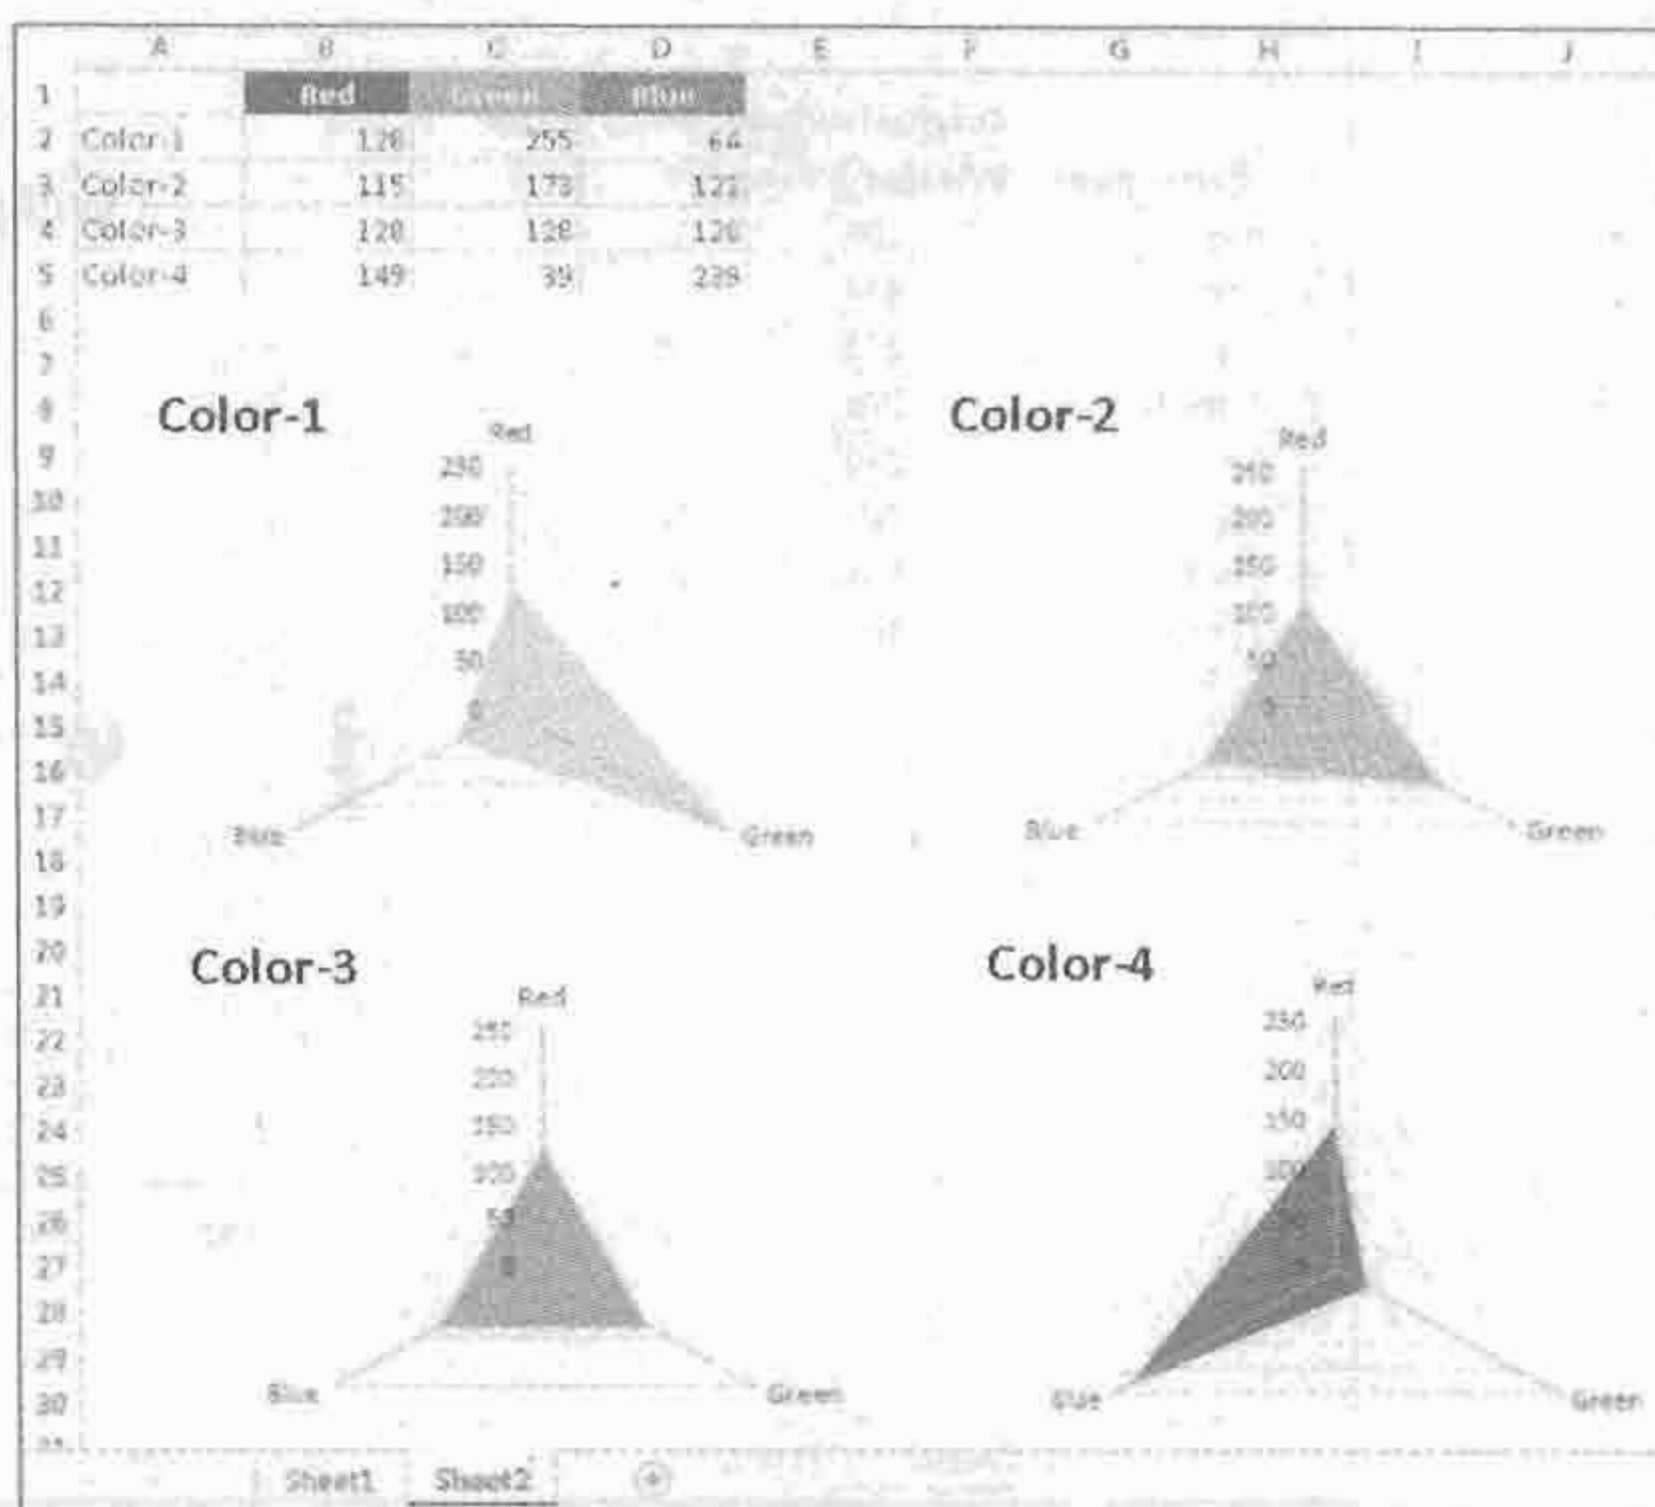 A B C D E F G H I J
1 Red Green Blue
2 Color-1 128 255 64
3 Color-2 115 173
4 Color-3 128 128 128
5 Color-4 149 39 239
6
7
8 Color-1 Color-2
9 Red Red
10 250 250
11 200 200
12 150 150
13 100 100
14 50 50
15 0 0
16
17 Blue Green Blue Green
18
19
20 Color-3 Color-4
21 Red Red
22 250 250
23 200 200
24 150 150
25 100 100
26 50
27 0
28
29
30 Blue Green Blue Green
31
Sheet1 Sheet2